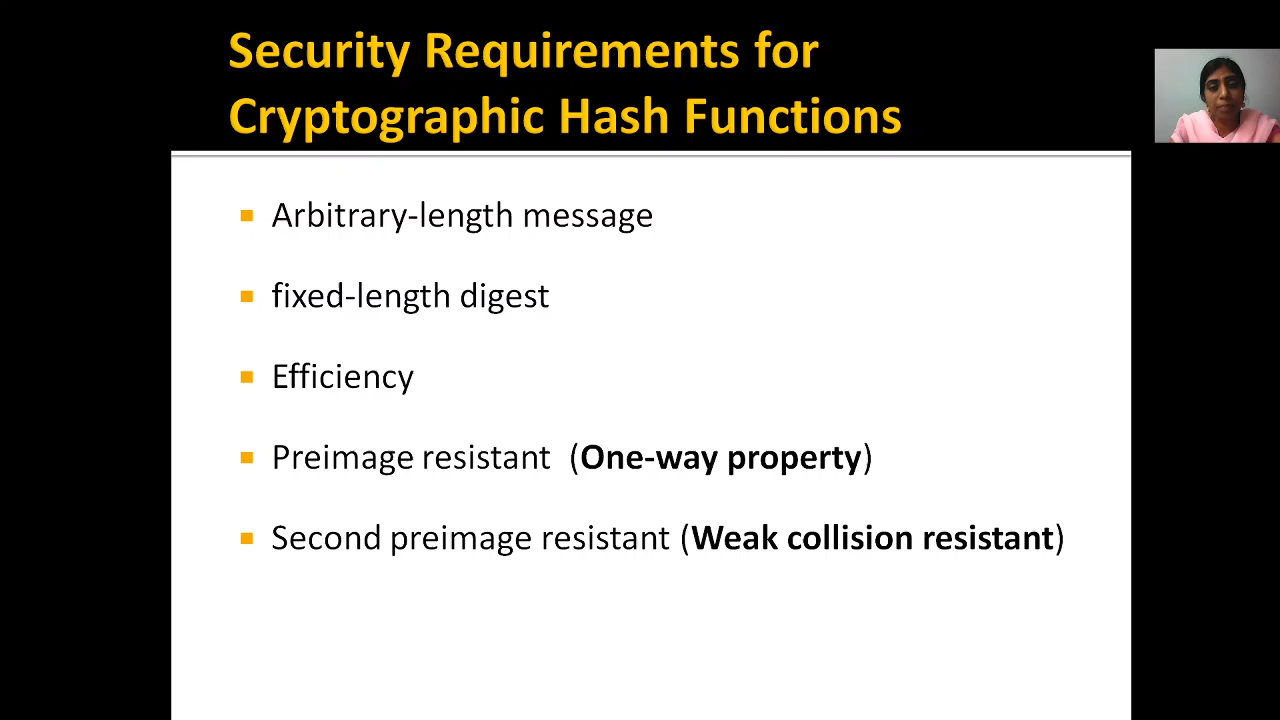 Security Requirements for
Cryptographic Hash Functions
Arbitrary-length message
fixed-length digest
Efficiency
Preimage resistant (One-way property)
Second preimage resistant (Weak collision resistant)